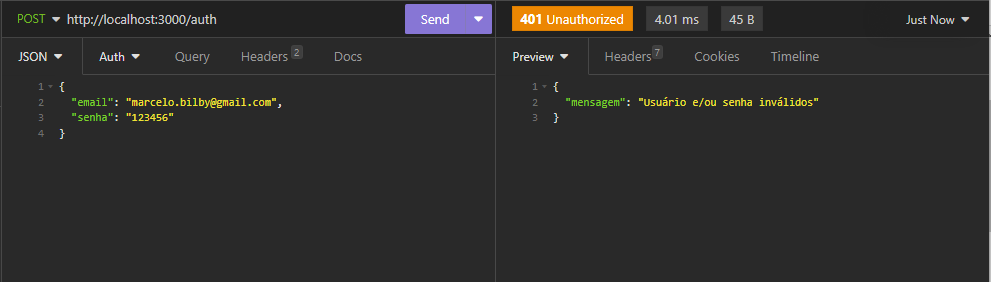 POST http://localhost:3000/auth Send
401 Unauthorized 4.01 ms 45 B Just Now
JSON Auth Query Headers 2 Docs
Preview Headers 7 Cookies Timeline
1 {
2 "email": "marcelo.bilby@gmail.com",
3 "senha": "123456"
4 }
1 {
2 "mensagem": "Usuário e/ou senha inválidos"
3 }